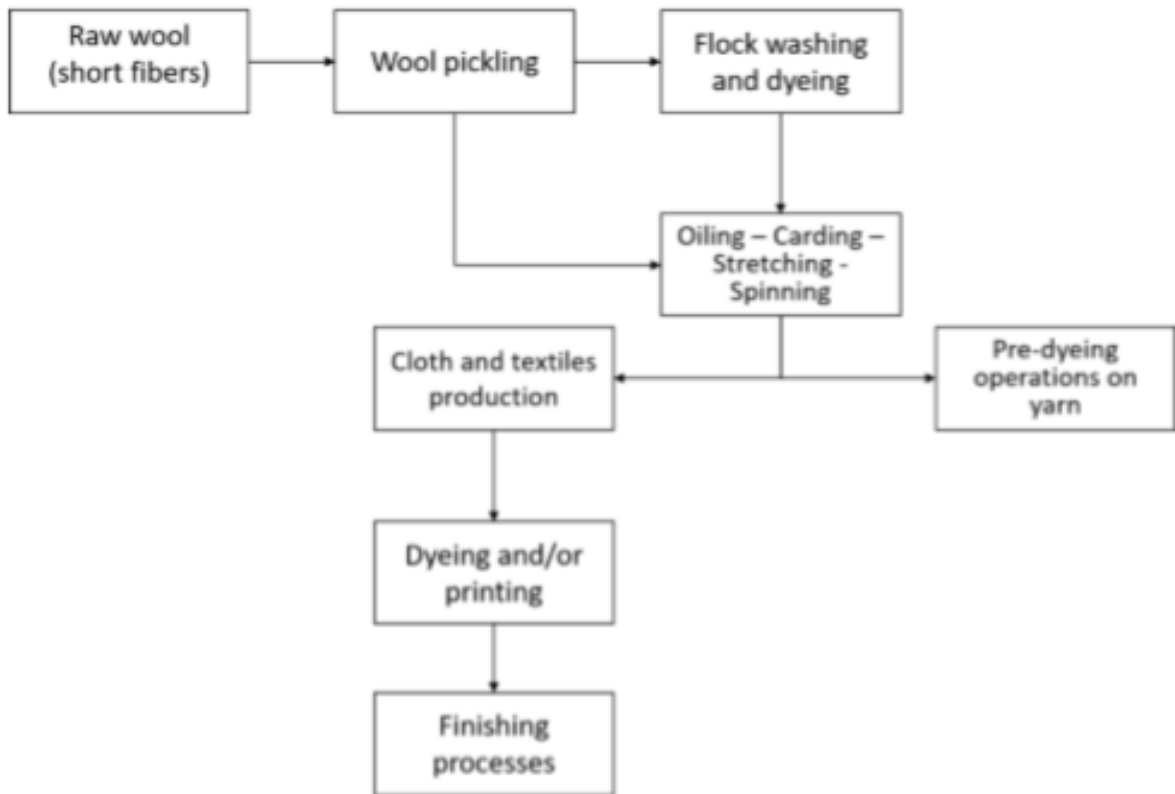 Raw wool
(short fibers)
Wool pickling
Flock washing
and dyeing
Oiling – Carding –
Stretching -
Spinning
Cloth and textiles
production
Pre-dyeing
operations on
yarn
Dyeing and/or
printing
Finishing
processes